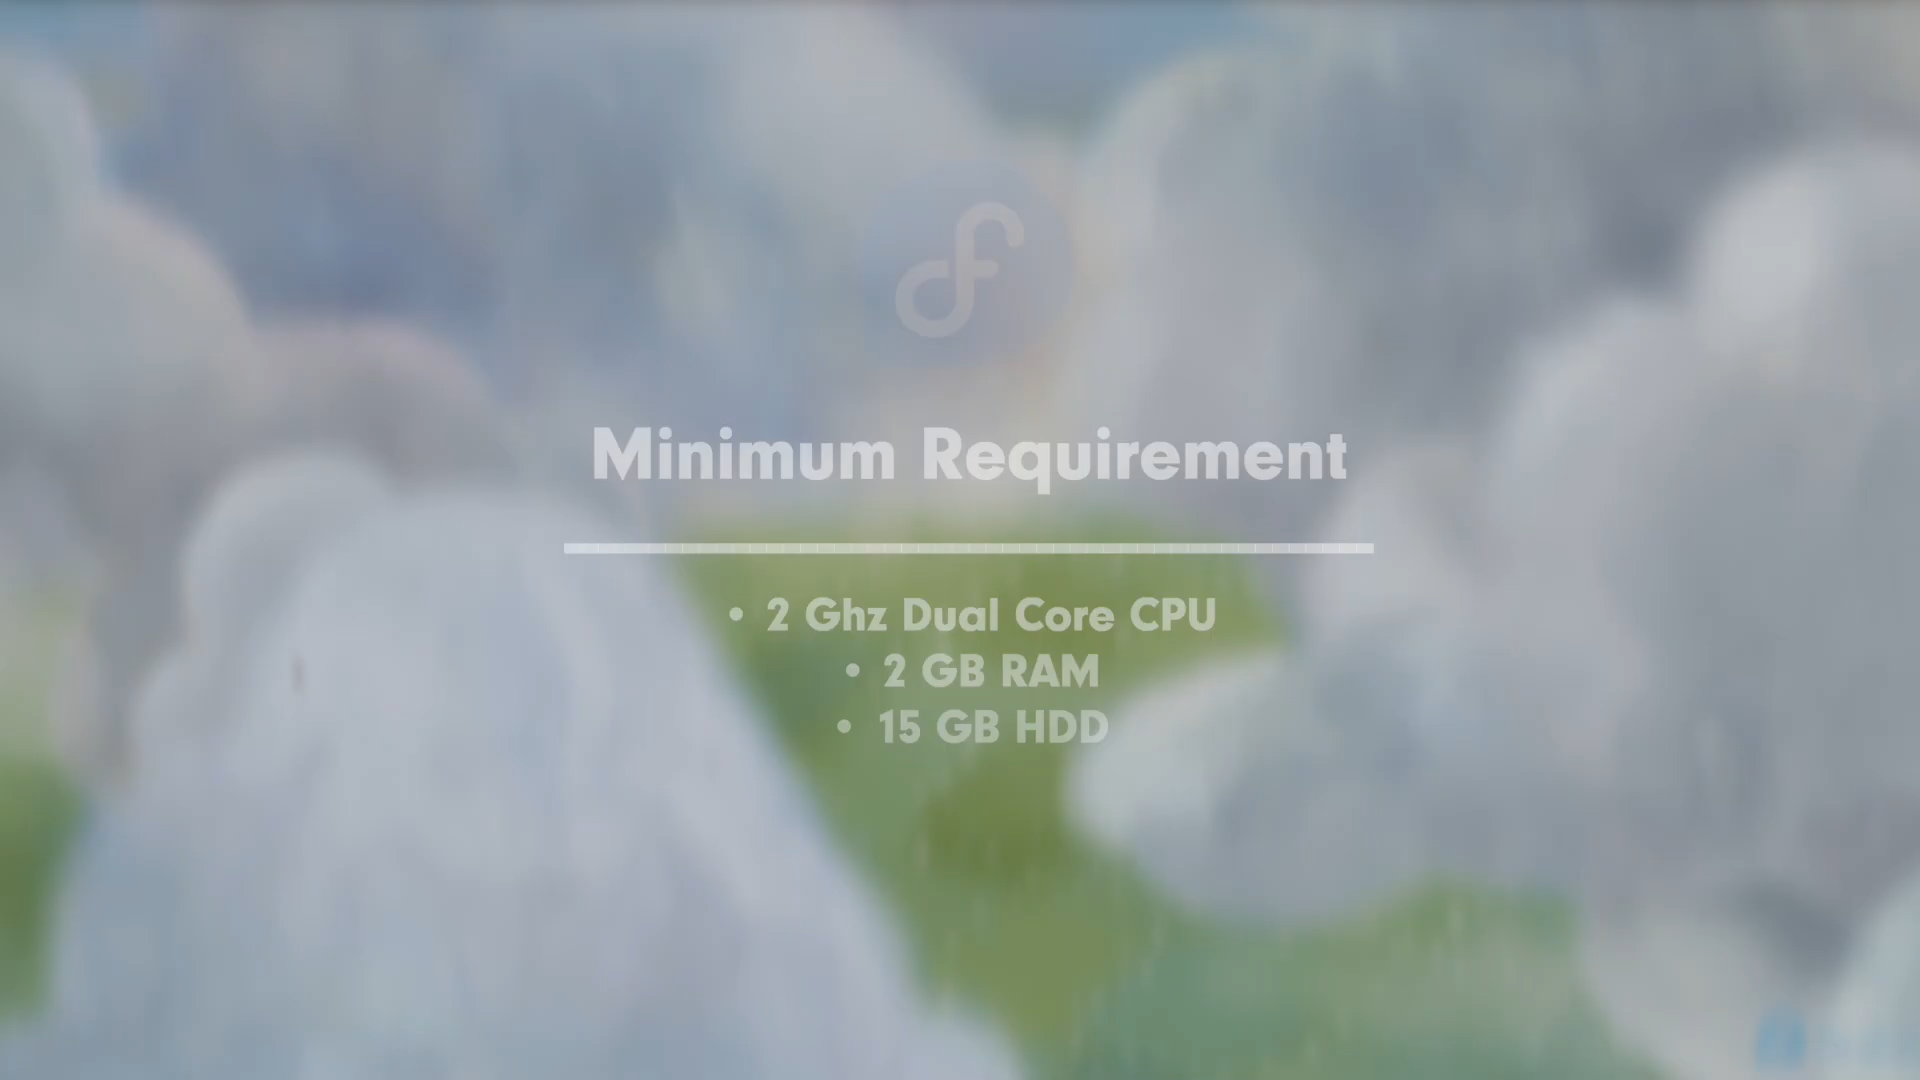 Minimum Requirement
• 2 Ghz Dual Core CPU
• 2 GB RAM
• 15 GB HDD